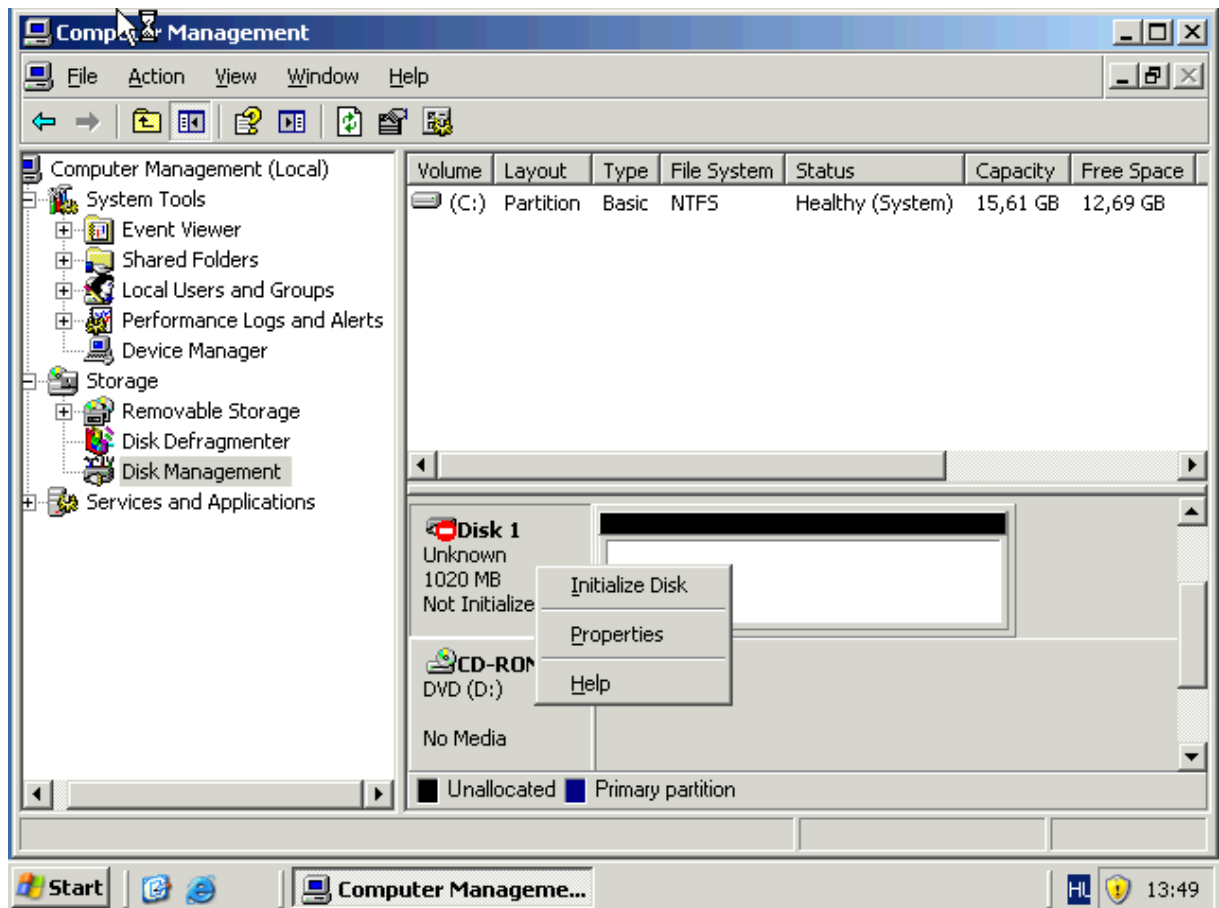 Computer Management
File Action View Window Help
Computer Management (Local)
System Tools
Event Viewer
Shared Folders
Local Users and Groups
Performance Logs and Alerts
Device Manager
Storage
Removable Storage
Disk Defragmenter
Disk Management
Services and Applications
Volume Layout Type File System Status Capacity Free Space
(C:) Partition Basic NTFS Healthy (System) 15,61 GB 12,69 GB
Disk 1
Unknown
1020 MB
Not Initialize
Initialize Disk
Properties
Help
CD-RON
DVD (D:)
No Media
Unallocated Primary partition
Start Computer Manageme... HU 13:49